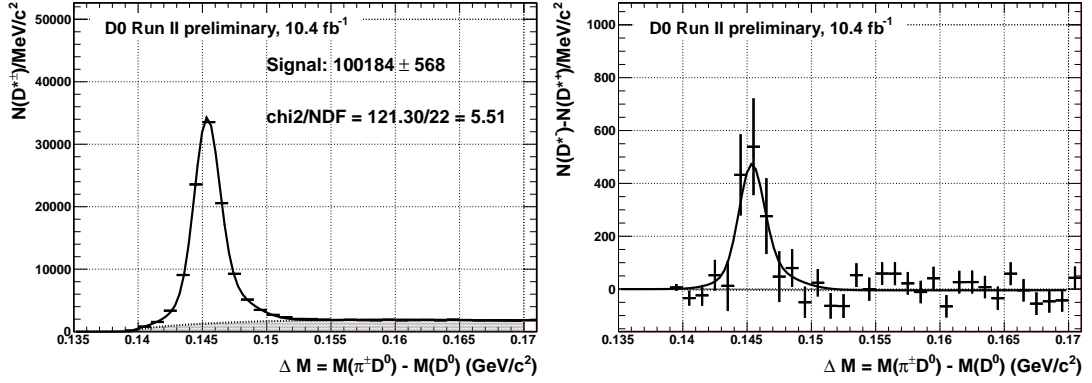 D0 Run II preliminary, 10.4 fb⁻¹
Signal: 100184 ± 568
chi2/NDF = 121.30/22 = 5.51
N(D*±)/MeV/c²
50000
40000
30000
20000
10000
0
0.135 0.14 0.145 0.15 0.155 0.16 0.165 0.17
Δ M = M(π±D⁰) - M(D⁰) (GeV/c²)
D0 Run II preliminary, 10.4 fb⁻¹
N(D*⁻)-N(D*⁺)/MeV/c²
1000
800
600
400
200
0
0.135 0.14 0.145 0.15 0.155 0.16 0.165 0.17
Δ M = M(π±D⁰) - M(D⁰) (GeV/c²)